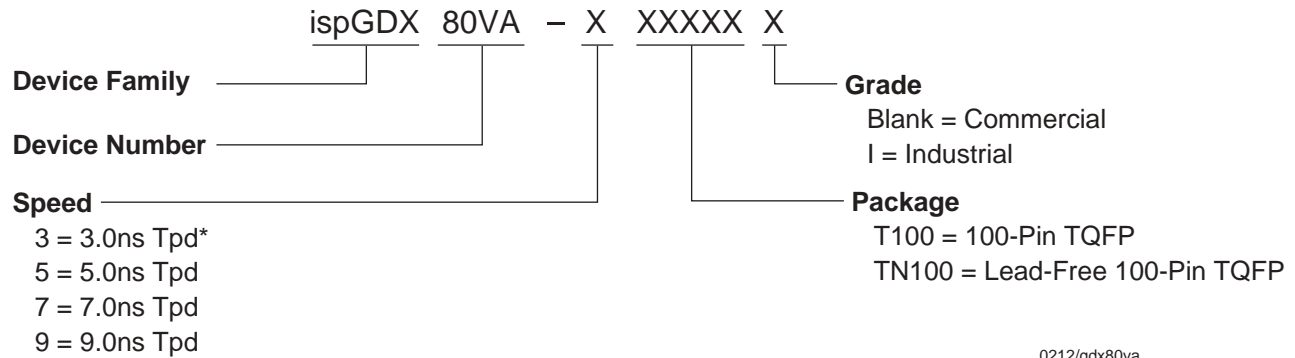 ispGDX 80VA – X XXXXX X
Device Family
Device Number
Speed
3 = 3.0ns Tpd*
5 = 5.0ns Tpd
7 = 7.0ns Tpd
9 = 9.0ns Tpd
Grade
Blank = Commercial
I = Industrial
Package
T100 = 100-Pin TQFP
TN100 = Lead-Free 100-Pin TQFP
0212/gdx80va